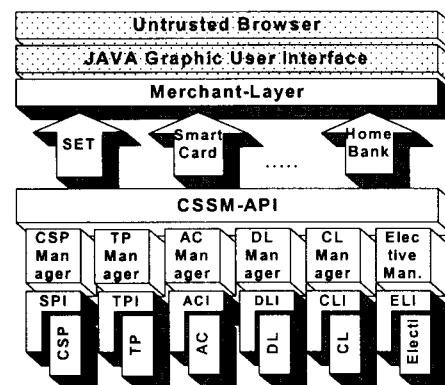 Untrusted Browser
JAVA Graphic User Interface
Merchant-Layer
SET
Smart
Card
.....
Home
Bank
CSSM-API
CSP
Man
ager
TP
Man
ager
AC
Man
ager
DL
Man
ager
CL
Man
ager
Elec
tive
Man.
SPI
TPI
ACI
DLI
CLI
ELI
CSP
TP
AC
DL
CL
Electi